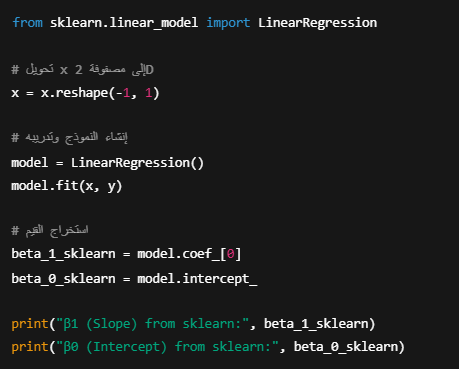 from sklearn.linear_model import LinearRegression
# تحويل x إلى مصفوفة 2D
x = x.reshape(-1, 1)
# إنشاء النموذج وتدريبه
model = LinearRegression()
model.fit(x, y)
# استخراج القيم
beta_1_sklearn = model.coef_[0]
beta_0_sklearn = model.intercept_
print("β1 (Slope) from sklearn:", beta_1_sklearn)
print("β0 (Intercept) from sklearn:", beta_0_sklearn)